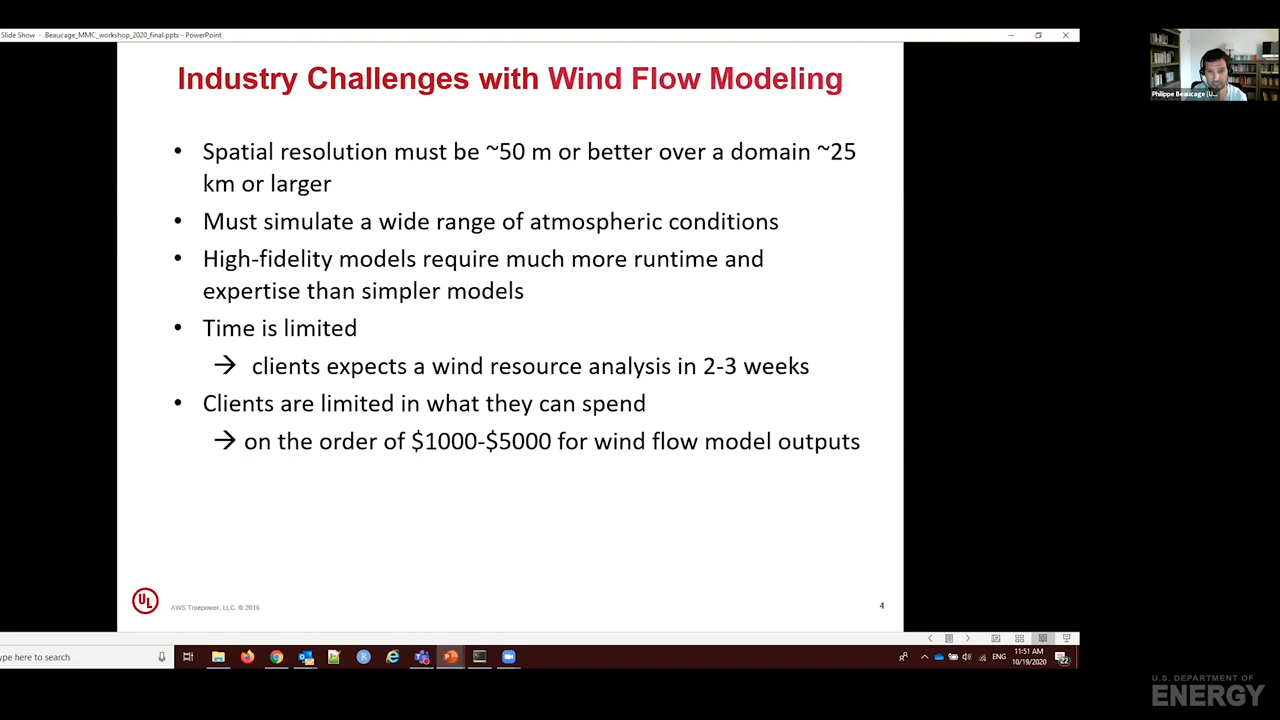 Slide Show - Beaucage_MMC_workshop_2020_final.pptx - PowerPoint
Philippe Beaucage (U...
Industry Challenges with Wind Flow Modeling
• Spatial resolution must be ~50 m or better over a domain ~25
km or larger
• Must simulate a wide range of atmospheric conditions
• High-fidelity models require much more runtime and
expertise than simpler models
• Time is limited
→ clients expects a wind resource analysis in 2-3 weeks
• Clients are limited in what they can spend
→ on the order of $1000-$5000 for wind flow model outputs
UL
AWS Truepower, LLC. © 2016
4
ype here to search
R
ENG
11:51 AM
10/19/2020
22
U.S. DEPARTMENT OF
ENERGY